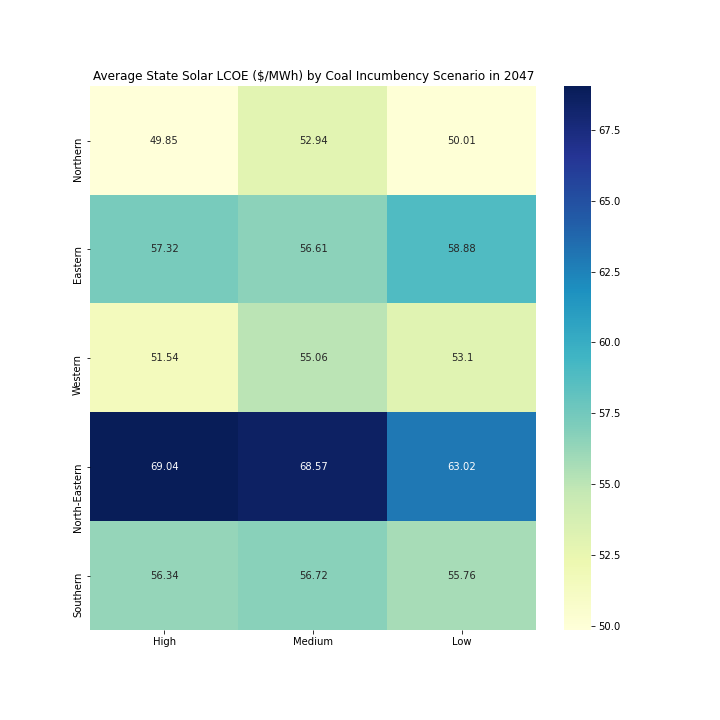 Average State Solar LCOE ($/MWh) by Coal Incumbency Scenario in 2047
Northern
49.85 52.94 50.01
Eastern
57.32 56.61 58.88
Western
51.54 55.06 53.1
North-Eastern
69.04 68.57 63.02
Southern
56.34 56.72 55.76
High Medium Low
67.5
65.0
62.5
60.0
57.5
55.0
52.5
50.0